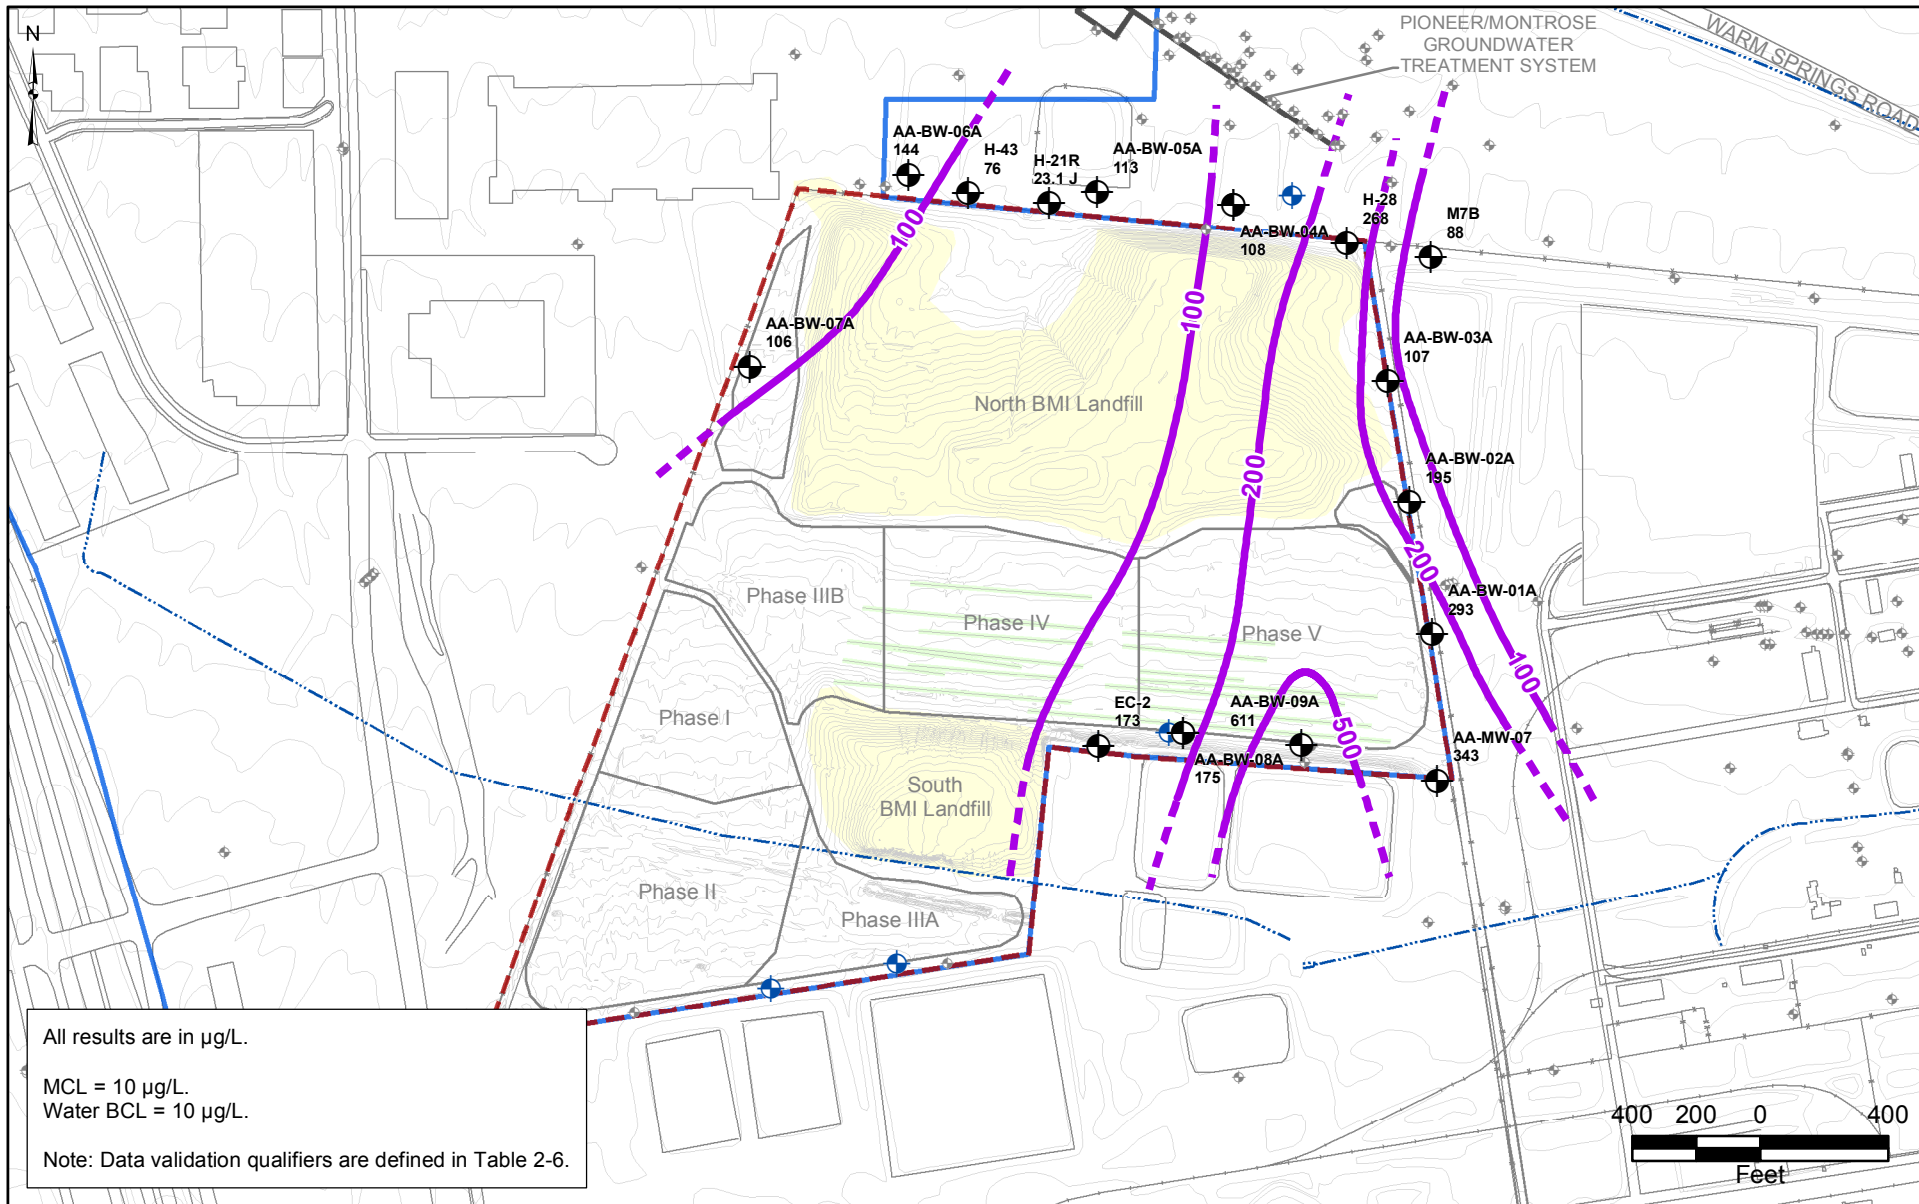 N
PIONEER/MONTROSE
GROUNDWATER
TREATMENT SYSTEM
WARM SPRINGS ROAD
AA-BW-06A
144
H-43
76
H-21R
23.1 J
AA-BW-05A
113
AA-BW-04A
108
H-28
268
M7B
88
100
100
AA-BW-07A
106
AA-BW-03A
107
North BMI Landfill
200
AA-BW-02A
195
200
AA-BW-01A
293
Phase IIIB
Phase IV
Phase V
100
Phase I
EC-2
173
AA-BW-09A
611
500
AA-BW-08A
175
AA-MW-07
343
South
BMI Landfill
Phase II
Phase IIIA
All results are in µg/L.
MCL = 10 µg/L.
Water BCL = 10 µg/L.
Note: Data validation qualifiers are defined in Table 2-6.
400 200 0 400
Feet